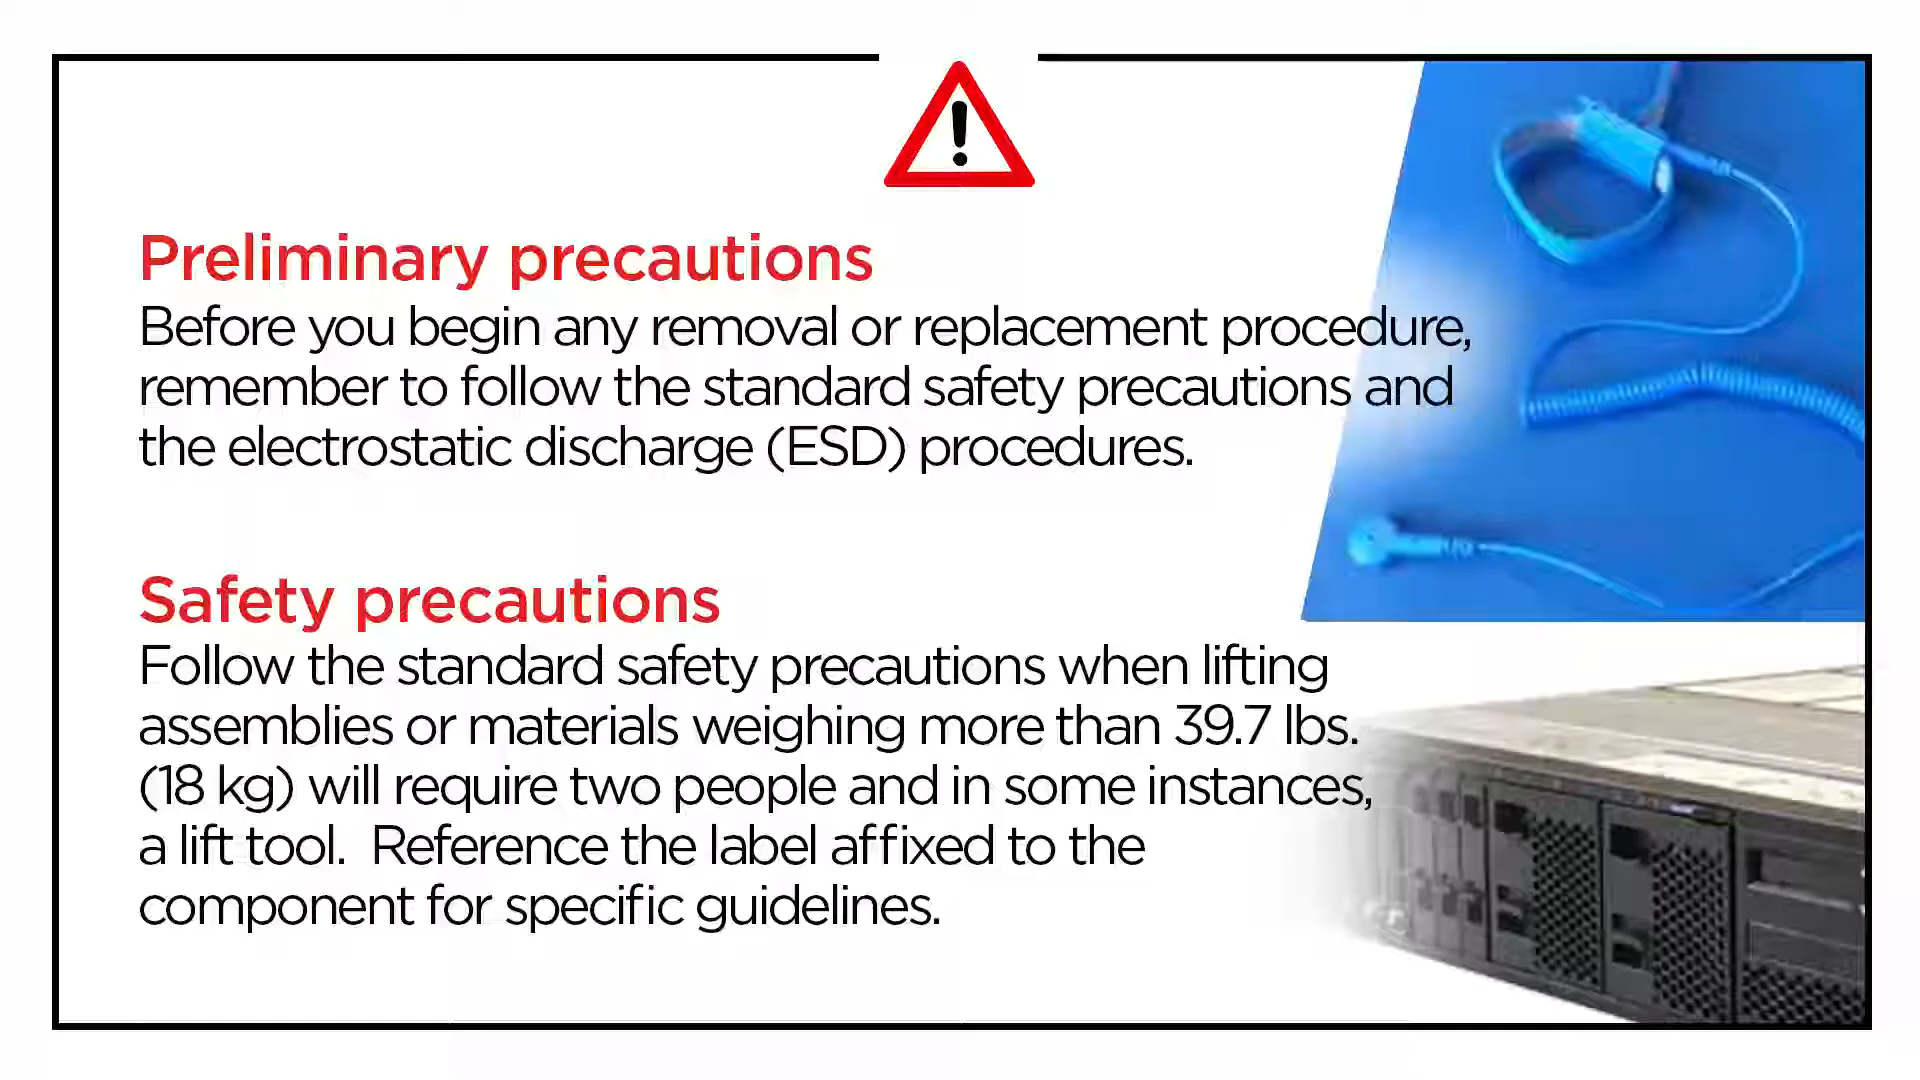 Preliminary precautions
Before you begin any removal or replacement procedure,
remember to follow the standard safety precautions and
the electrostatic discharge (ESD) procedures.
Safety precautions
Follow the standard safety precautions when lifting
assemblies or materials weighing more than 39.7 lbs.
(18 kg) will require two people and in some instances,
a lift tool.  Reference the label affixed to the
component for specific guidelines.